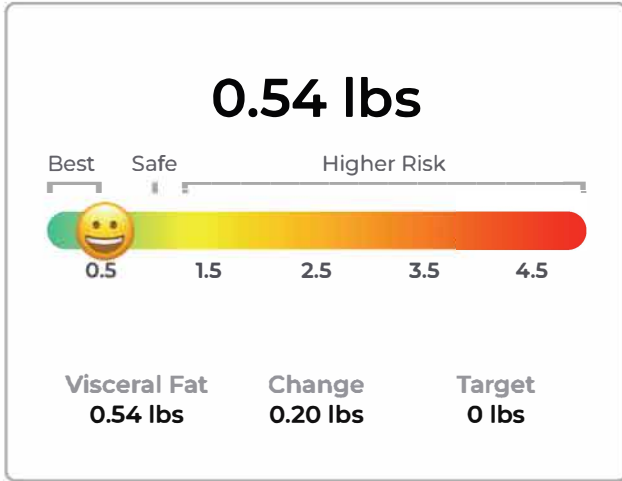 0.54 lbs
Best Safe Higher Risk
0.5 1.5 2.5 3.5 4.5
Visceral Fat Change Target
0.54 lbs 0.20 lbs 0 lbs